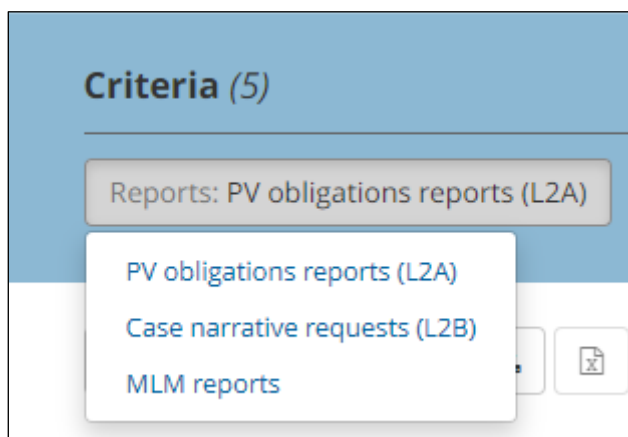 Criteria (5)
Reports: PV obligations reports (L2A)
PV obligations reports (L2A)
Case narrative requests (L2B)
MLM reports